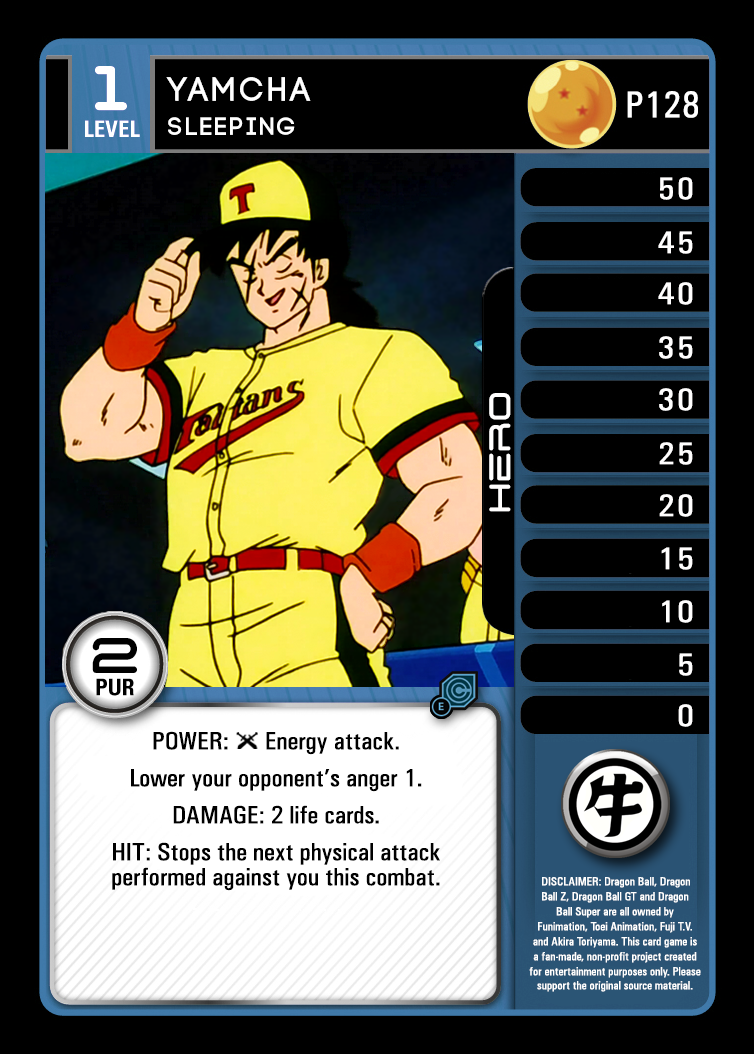 1
LEVEL
YAMCHA
SLEEPING
P128
T
50
45
40
35
30
25
20
15
10
5
0
HERO
2
PUR
E
POWER: Energy attack.
Lower your opponent's anger 1.
DAMAGE: 2 life cards.
HIT: Stops the next physical attack
performed against you this combat.
牛
DISCLAIMER: Dragon Ball, Dragon
Ball Z, Dragon Ball GT and Dragon
Ball Super are all owned by
Funimation, Toei Animation, Fuji T.V.
and Akira Toriyama. This card game is
a fan-made, non-profit project created
for entertainment purposes only. Please
support the original source material.